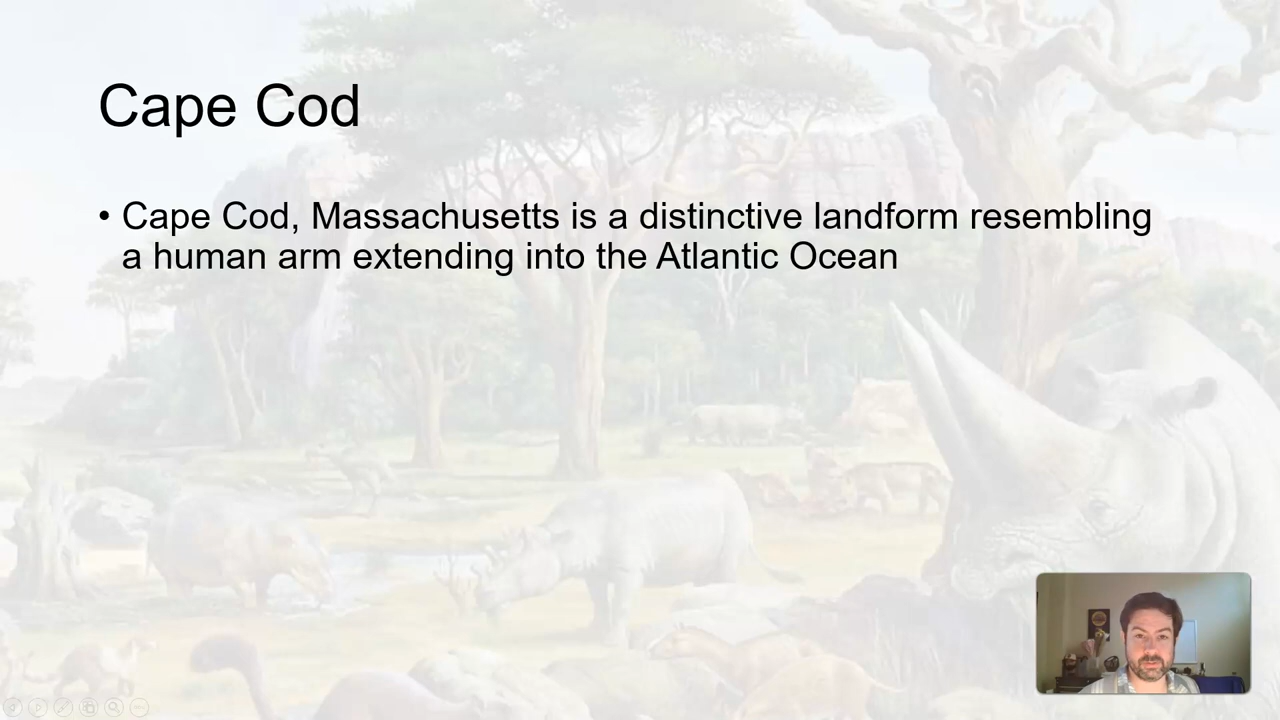 Cape Cod
• Cape Cod, Massachusetts is a distinctive landform resembling
a human arm extending into the Atlantic Ocean